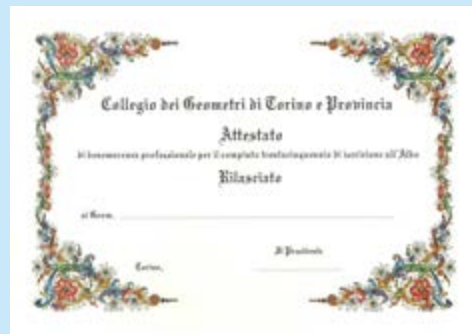 Collegio dei Geometri di Torino e Provincia
Attestato
di benemerenza professionale per il compiuto trentacinquennio di iscrizione all'Albo
Rilasciato
al Geom.
Il Presidente
Torino,